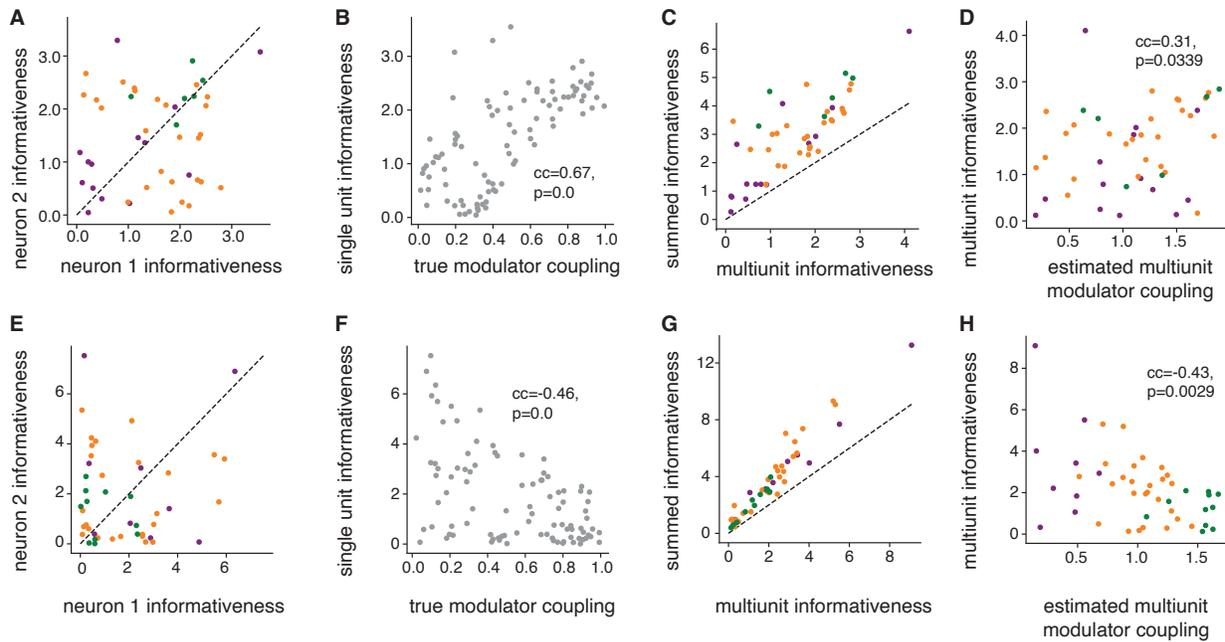 A
neuron 2 informativeness
3.0
2.0
1.0
0.0
0.0 1.0 2.0 3.0
neuron 1 informativeness
B
single unit informativeness
3.0
2.0
1.0
0.0
cc=0.67,
p=0.0
0.0 0.2 0.4 0.6 0.8 1.0
true modulator coupling
C
summed informativeness
6
4
3
2
1
0
0 1 2 3 4
multiunit informativeness
D
multiunit informativeness
4.0
3.0
2.0
1.0
0.0
cc=0.31,
p=0.0339
0.5 1.0 1.5
estimated multiunit
modulator coupling
E
neuron 2 informativeness
6
4
2
0
0 2 4 6
neuron 1 informativeness
F
single unit informativeness
6
4
2
0
cc=-0.46,
p=0.0
0.0 0.2 0.4 0.6 0.8 1.0
true modulator coupling
G
summed informativeness
12
8
4
0
0 2 4 6 8
multiunit informativeness
H
multiunit informativeness
8
6
4
2
0
cc=-0.43,
p=0.0029
0.5 1.0 1.5
estimated multiunit
modulator coupling